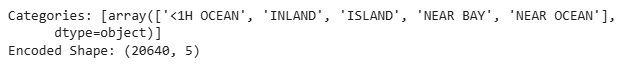 Categories: [array(['<1H OCEAN', 'INLAND', 'ISLAND', 'NEAR BAY', 'NEAR OCEAN'],
      dtype=object)]
Encoded Shape: (20640, 5)